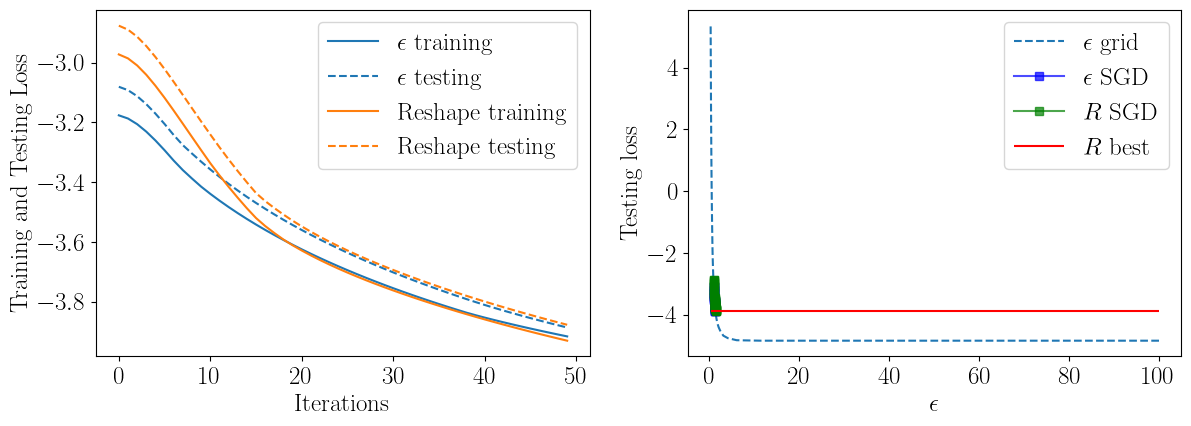 Training and Testing Loss
−3.0
−3.2
−3.4
−3.6
−3.8
ϵ training
ϵ testing
Reshape training
Reshape testing
0 10 20 30 40 50
Iterations
Testing loss
4
2
0
−2
−4
ϵ grid
ϵ SGD
R SGD
R best
0 20 40 60 80 100
ϵ